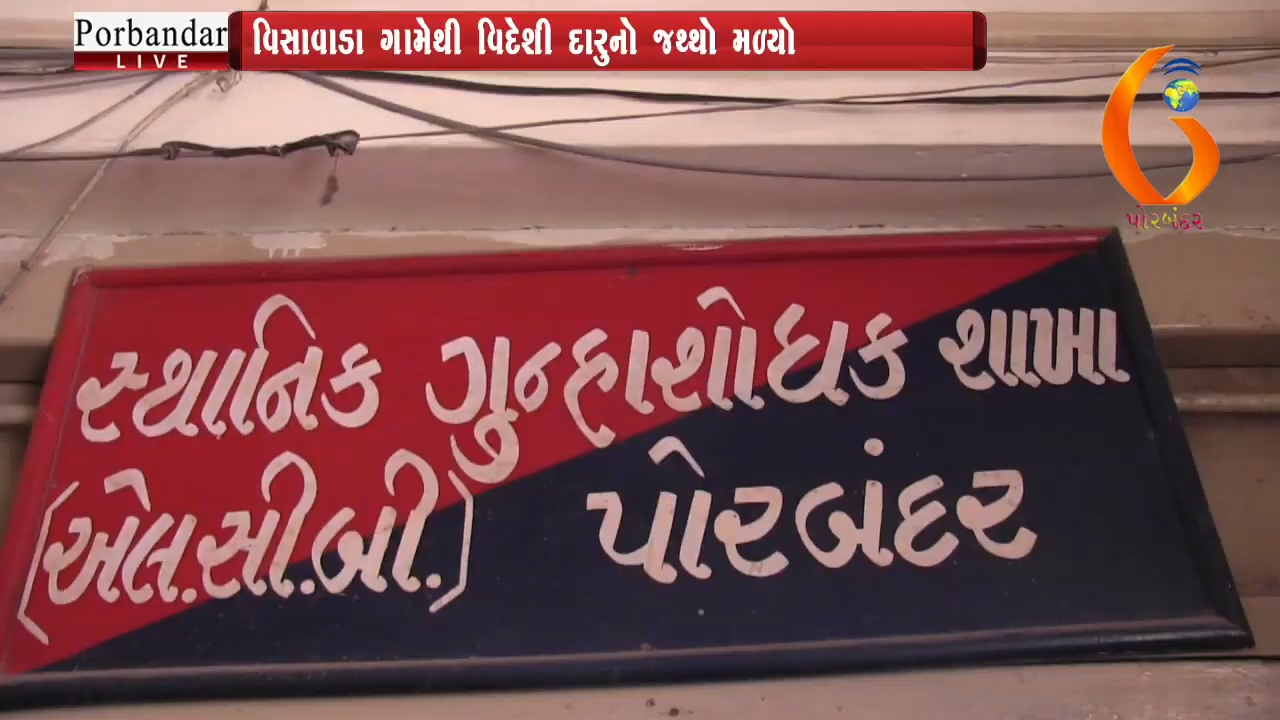 Porbandar
LIVE
વિસાવાડા ગામેથી વિદેશી દારુનો જથ્થો મળ્યો
પોરબંદર
સ્થાનિક ગુન્હાશોધક શાખા
(એલ.સી.બી.) પોરબંદર